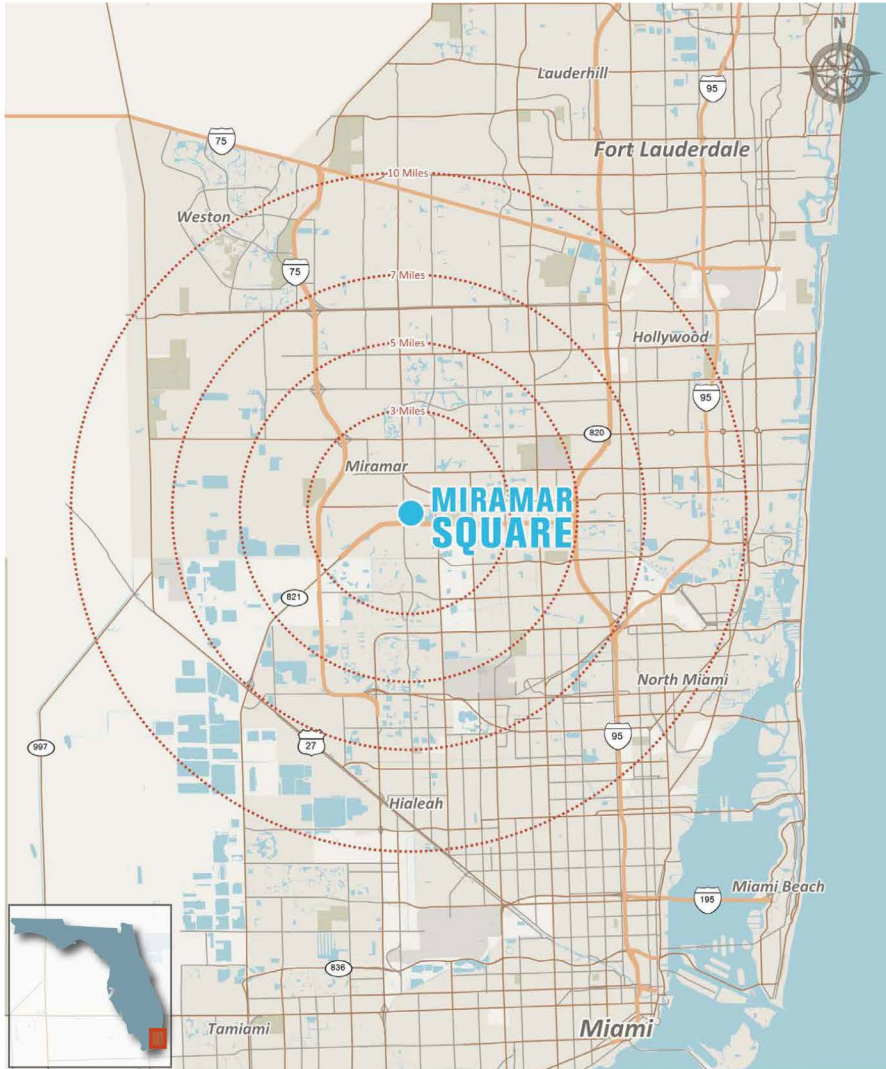 N
Lauderhill
95
75
Fort Lauderdale
10 Miles
Weston
75
7 Miles
Hollywood
5 Miles
95
3 Miles
820
Miramar
MIRAMAR
SQUARE
821
North Miami
997
27
95
Hialeah
Miami Beach
195
836
Tamiami
Miami